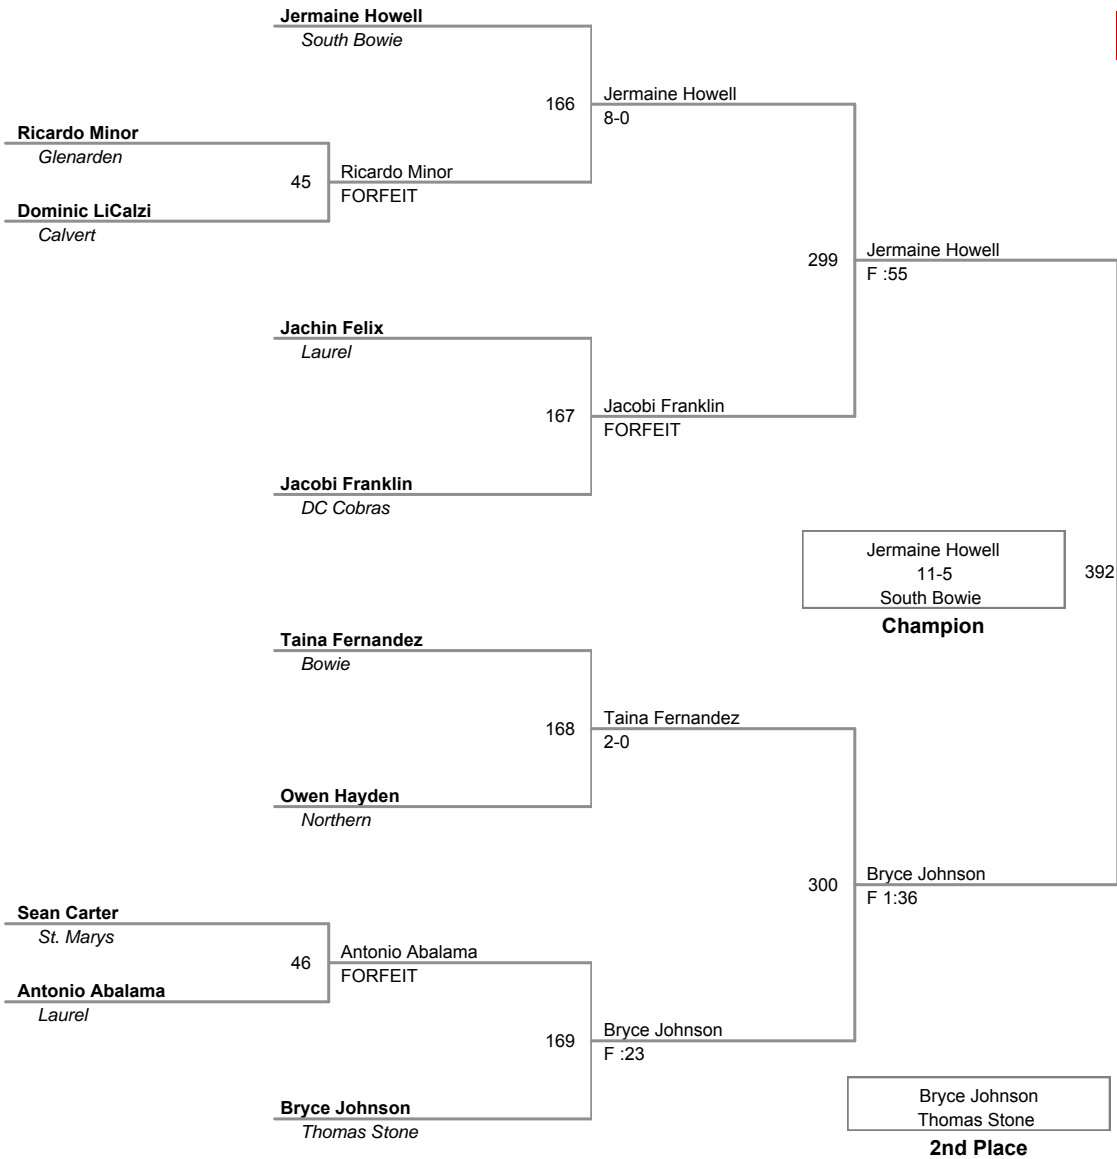 Jermaine Howell
South Bowie
166
Jermaine Howell
8-0
Ricardo Minor
Glenarden
45
Ricardo Minor
FORFEIT
Dominic LiCalzi
Calvert
299
Jermaine Howell
F :55
Jachin Felix
Laurel
167
Jacobi Franklin
FORFEIT
Jacobi Franklin
DC Cobras
Jermaine Howell
11-5
South Bowie
392
Champion
Taina Fernandez
Bowie
168
Taina Fernandez
2-0
Owen Hayden
Northern
300
Bryce Johnson
F 1:36
Sean Carter
St. Marys
46
Antonio Abalama
FORFEIT
Antonio Abalama
Laurel
169
Bryce Johnson
F :23
Bryce Johnson
Thomas Stone
Bryce Johnson
Thomas Stone
2nd Place